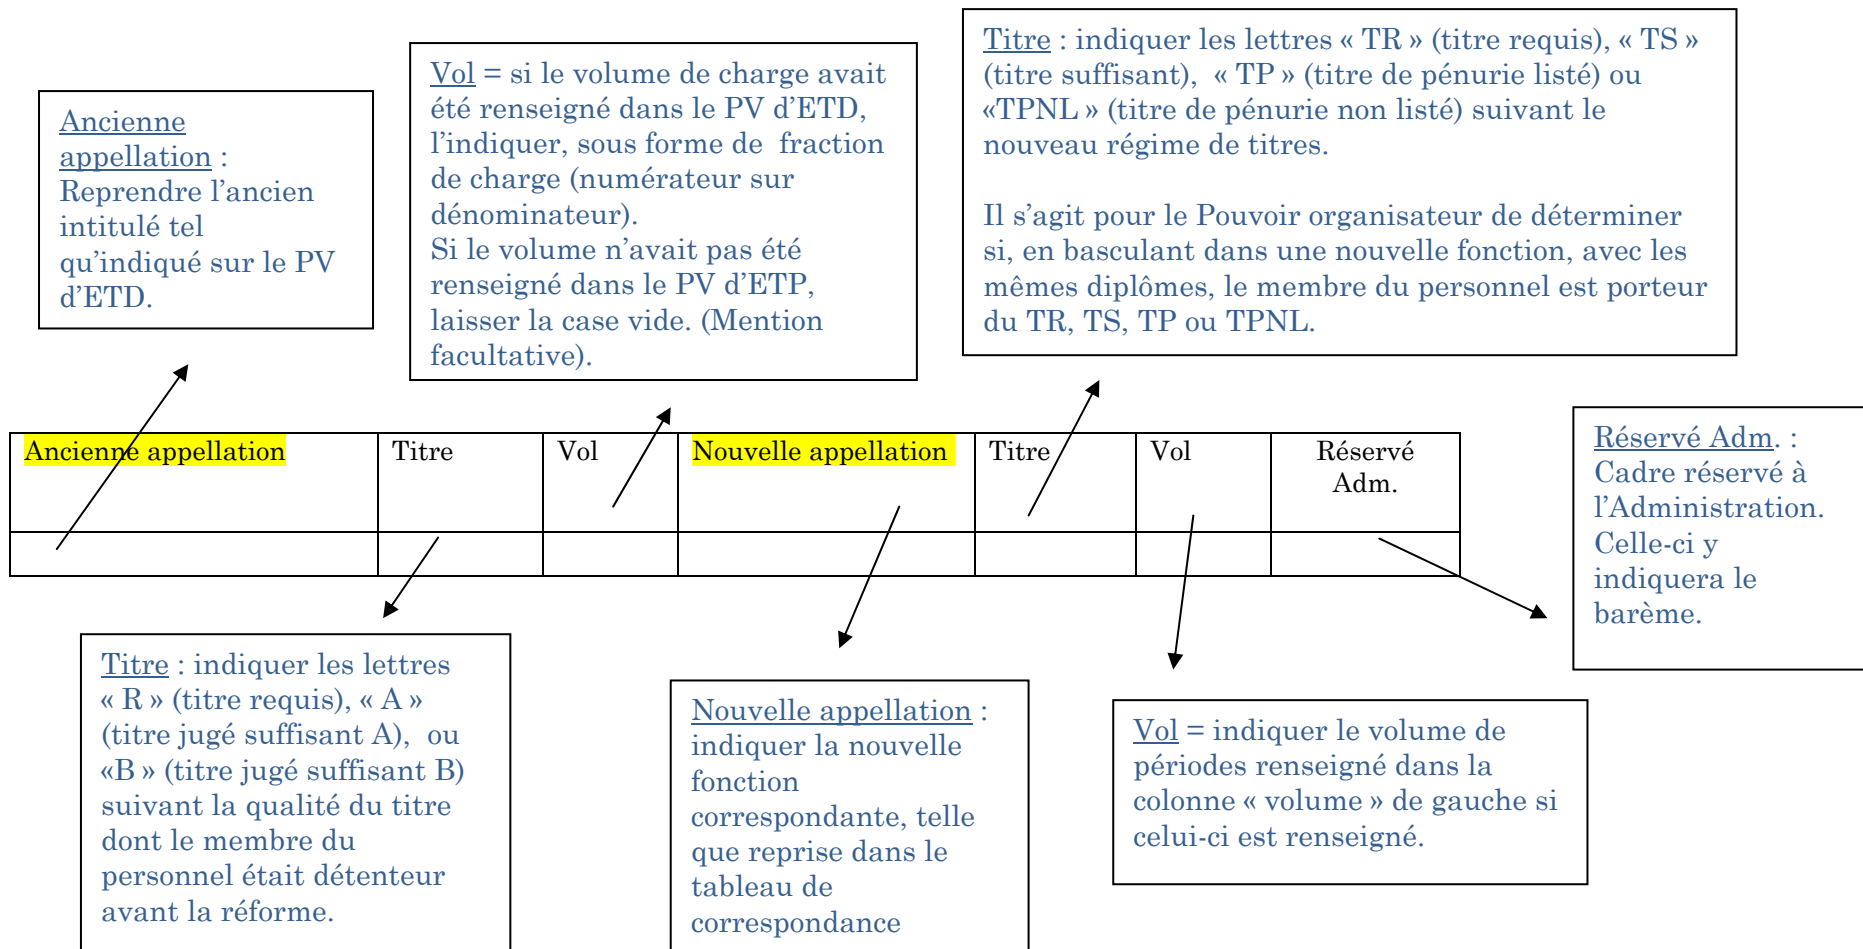 Titre : indiquer les lettres « TR » (titre requis), « TS »
(titre suffisant), « TP » (titre de pénurie listé) ou
«TPNL » (titre de pénurie non listé) suivant le
nouveau régime de titres.
Il s’agit pour le Pouvoir organisateur de déterminer
si, en basculant dans une nouvelle fonction, avec les
mêmes diplômes, le membre du personnel est porteur
du TR, TS, TP ou TPNL.
Vol = si le volume de charge avait
été renseigné dans le PV d’ETD,
l’indiquer, sous forme de fraction
de charge (numérateur sur
dénominateur).
Si le volume n’avait pas été
renseigné dans le PV d’ETP,
laisser la case vide. (Mention
facultative).
Ancienne
appellation :
Reprendre l’ancien
intitulé tel
qu’indiqué sur le PV
d’ETD.
Ancienne appellation Titre Vol Nouvelle appellation Titre Vol Réservé
Adm.
Réservé Adm. :
Cadre réservé à
l’Administration.
Celle-ci y
indiquera le
barème.
Titre : indiquer les lettres
« R » (titre requis), « A »
(titre jugé suffisant A), ou
«B » (titre jugé suffisant B)
suivant la qualité du titre
dont le membre du
personnel était détenteur
avant la réforme.
Nouvelle appellation :
indiquer la nouvelle
fonction
correspondante, telle
que reprise dans le
tableau de
correspondance
Vol = indiquer le volume de
périodes renseigné dans la
colonne « volume » de gauche si
celui-ci est renseigné.